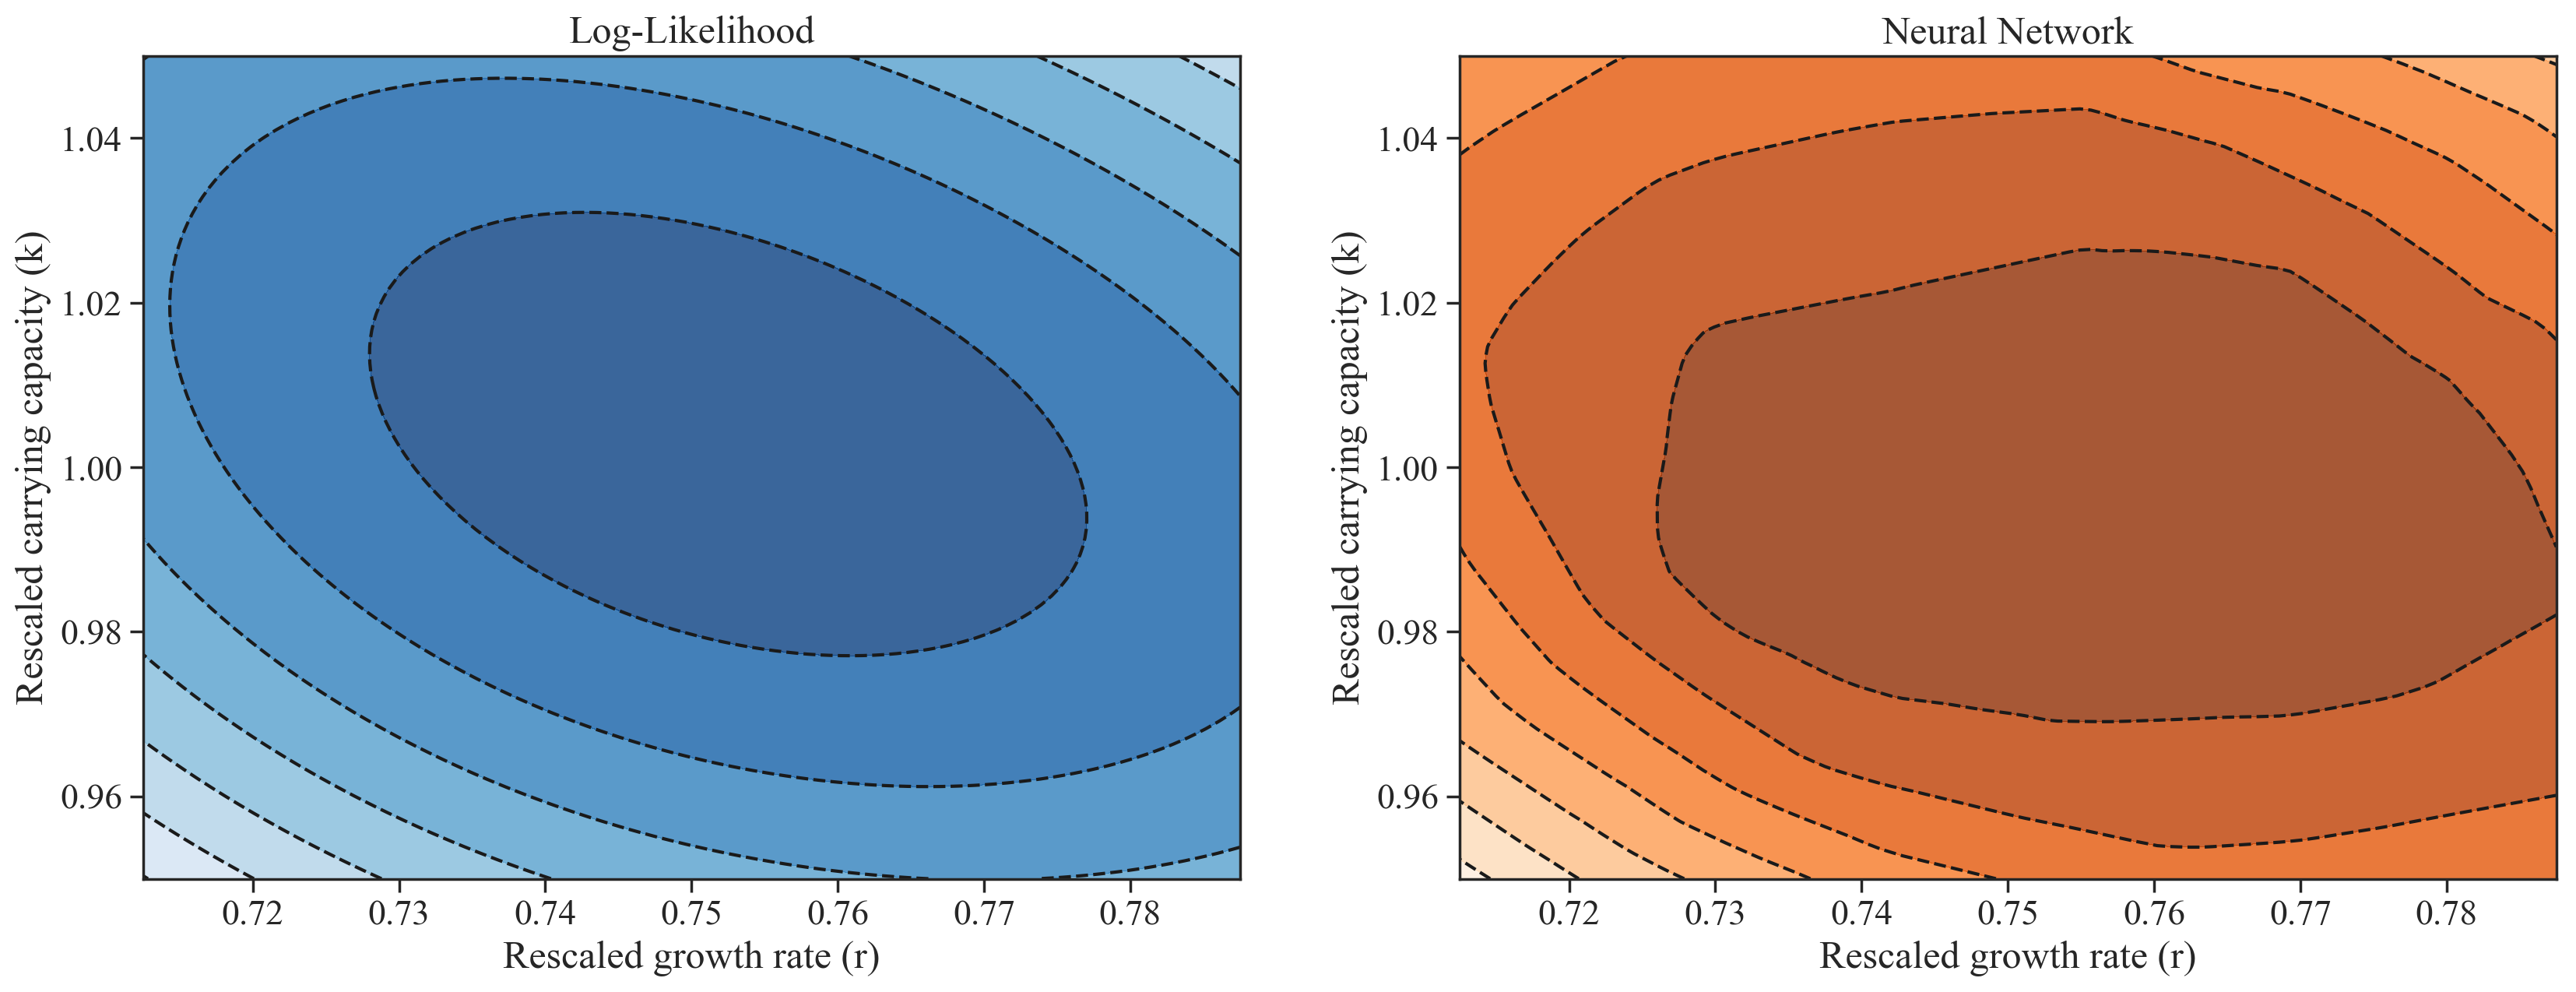 Log-Likelihood
Rescaled carrying capacity (k)
1.04
1.02
1.00
0.98
0.96
0.72 0.73 0.74 0.75 0.76 0.77 0.78
Rescaled growth rate (r)
Neural Network
Rescaled carrying capacity (k)
1.04
1.02
1.00
0.98
0.96
0.72 0.73 0.74 0.75 0.76 0.77 0.78
Rescaled growth rate (r)